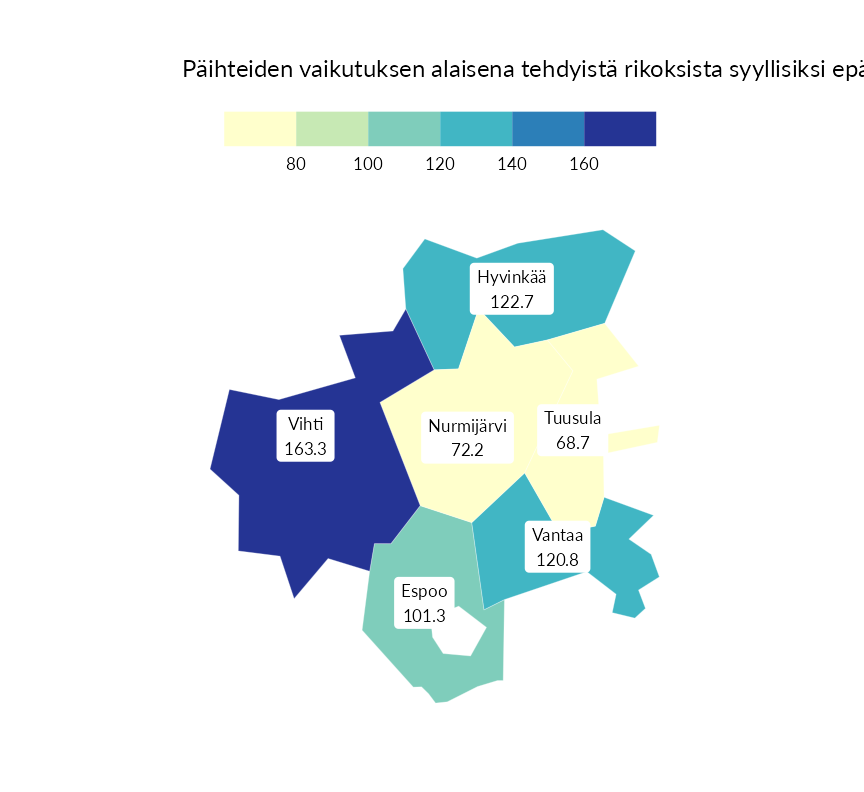 Päihteiden vaikutuksen alaisena tehdyistä rikoksista syyllisiksi
80 100 120 140 160
Hyvinkää
122.7
Vihti
163.3
Nurmijärvi
72.2
Tuusula
68.7
Vantaa
120.8
Espoo
101.3